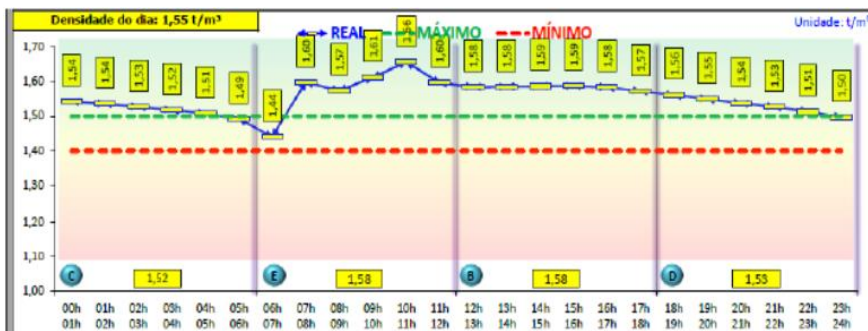 Densidade do dia: 1,55 t/m³
REAL MÁXIMO MÍNIMO
Unidade: t/m³
1,70
1,60
1,50
1,40
1,30
1,20
1,10
1,00
1,54 1,54 1,53 1,52 1,51 1,49 1,44 1,60 1,57 1,61 1,66 1,60 1,58 1,58 1,59 1,59 1,58 1,57 1,56 1,55 1,54 1,53 1,51 1,50
C 1,52 E 1,58 B 1,58 D 1,53
00h 01h 02h 03h 04h 05h 06h 07h 08h 09h 10h 11h 12h 13h 14h 15h 16h 17h 18h 19h 20h 21h 22h 23h
01h 02h 03h 04h 05h 06h 07h 08h 09h 10h 11h 12h 13h 14h 15h 16h 17h 18h 19h 20h 21h 22h 23h 24h